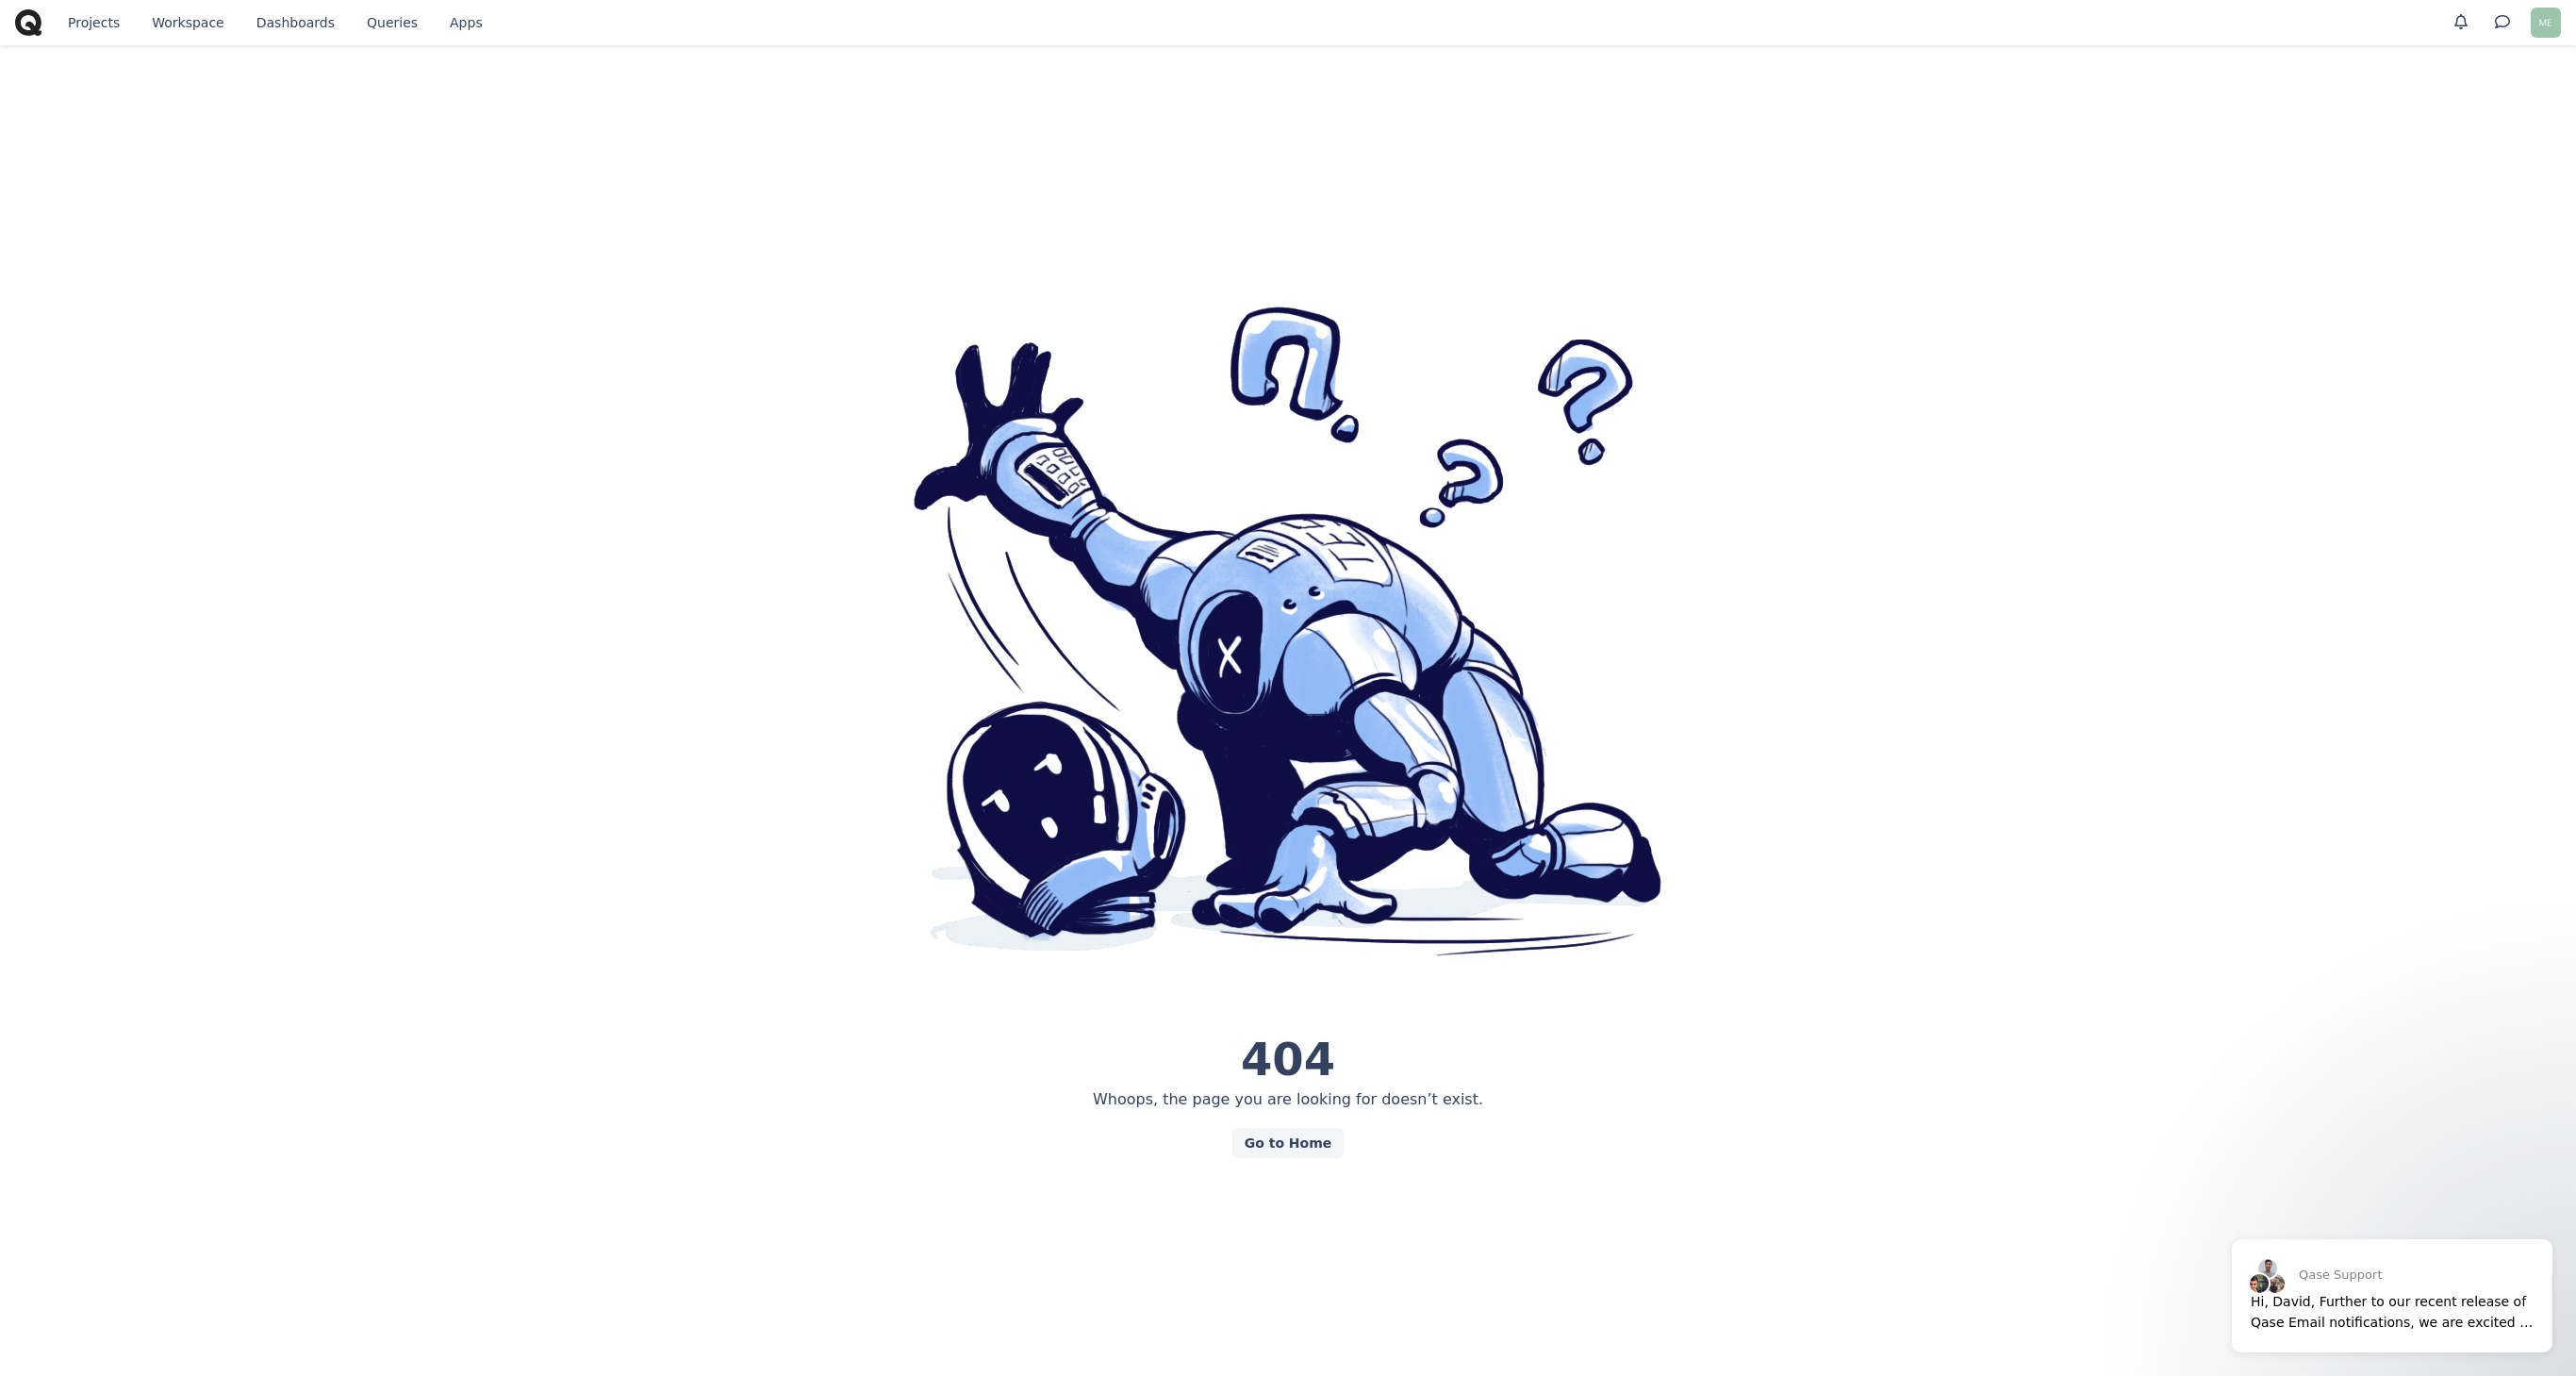 Projects Workspace Dashboards Queries Apps
ME
404
Whoops, the page you are looking for doesn’t exist.
Go to Home
Qase Support
Hi, David, Further to our recent release of
Qase Email notifications, we are excited …